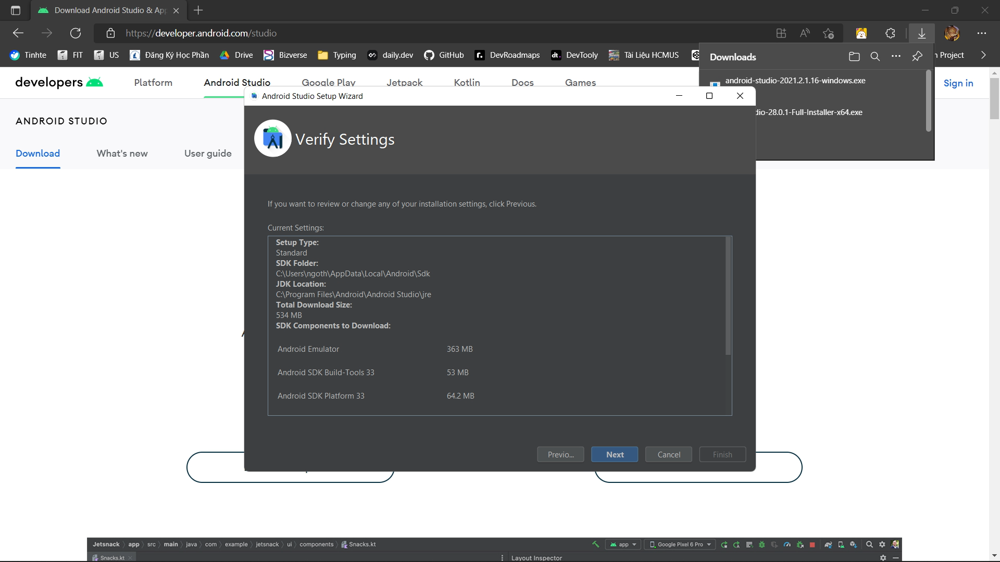 Download Android Studio & Ap
https://developer.android.com/studio
Tinhte FIT US Đăng Ký Học Phần Drive Bizverse Typing daily.dev GitHub DevRoadmaps DevTooly Tài Liệu HCMUS Project
Downloads
android-studio-2021.2.1.16-windows.exe
dio-28.0.1-Full-Installer-x64.exe
developers Platform Android Studio Google Play Jetpack Kotlin Docs Games Sign in
ANDROID STUDIO
Download What's new User guide
Android Studio Setup Wizard
Verify Settings
If you want to review or change any of your installation settings, click Previous.
Current Settings:
Setup Type:
Standard
SDK Folder:
C:\Users\ngoth\AppData\Local\Android\Sdk
JDK Location:
C:\Program Files\Android\Android Studio\jre
Total Download Size:
534 MB
SDK Components to Download:
Android Emulator 363 MB
Android SDK Build-Tools 33 53 MB
Android SDK Platform 33 64.2 MB
Previo... Next Cancel Finish
Jetsnack app src main java com example jetsnack ui components Snacks.kt app Google Pixel 6 Pro
Snacks.kt Layout Inspector